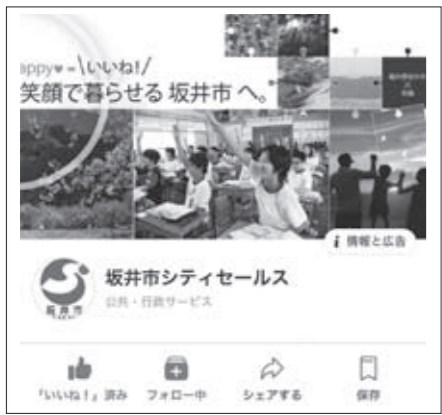 appy♥=\いいね!/
笑顔で暮らせる 坂井市 へ。
i 情報と広告
坂井市
坂井市シティセールス
公共・行政サービス
「いいね!」済み
フォロー中
シェアする
保存